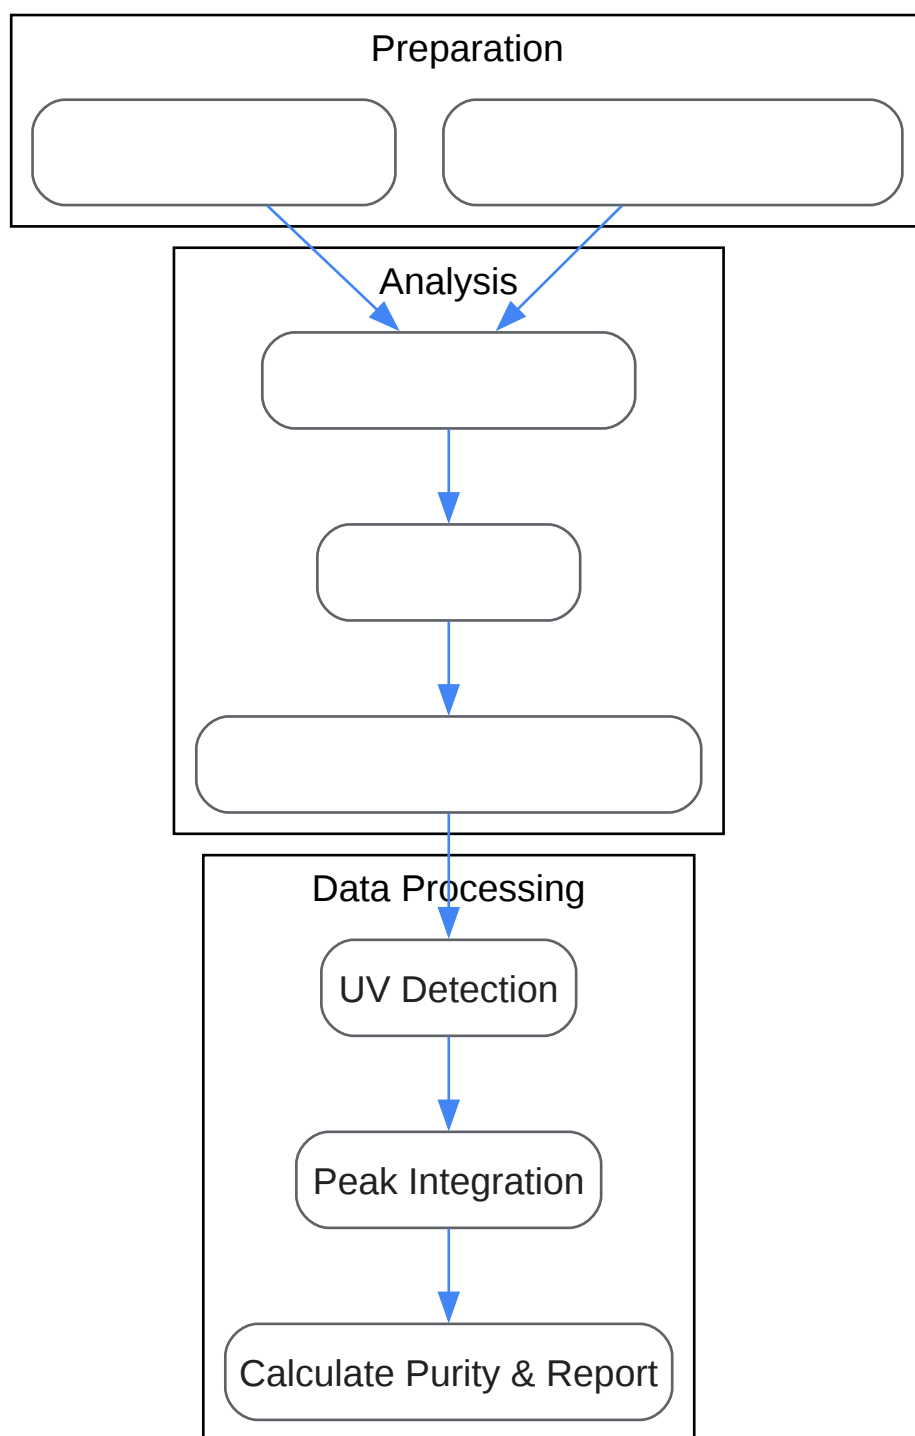 Preparation
Analysis
Data Processing
UV Detection
Peak Integration
Calculate Purity & Report